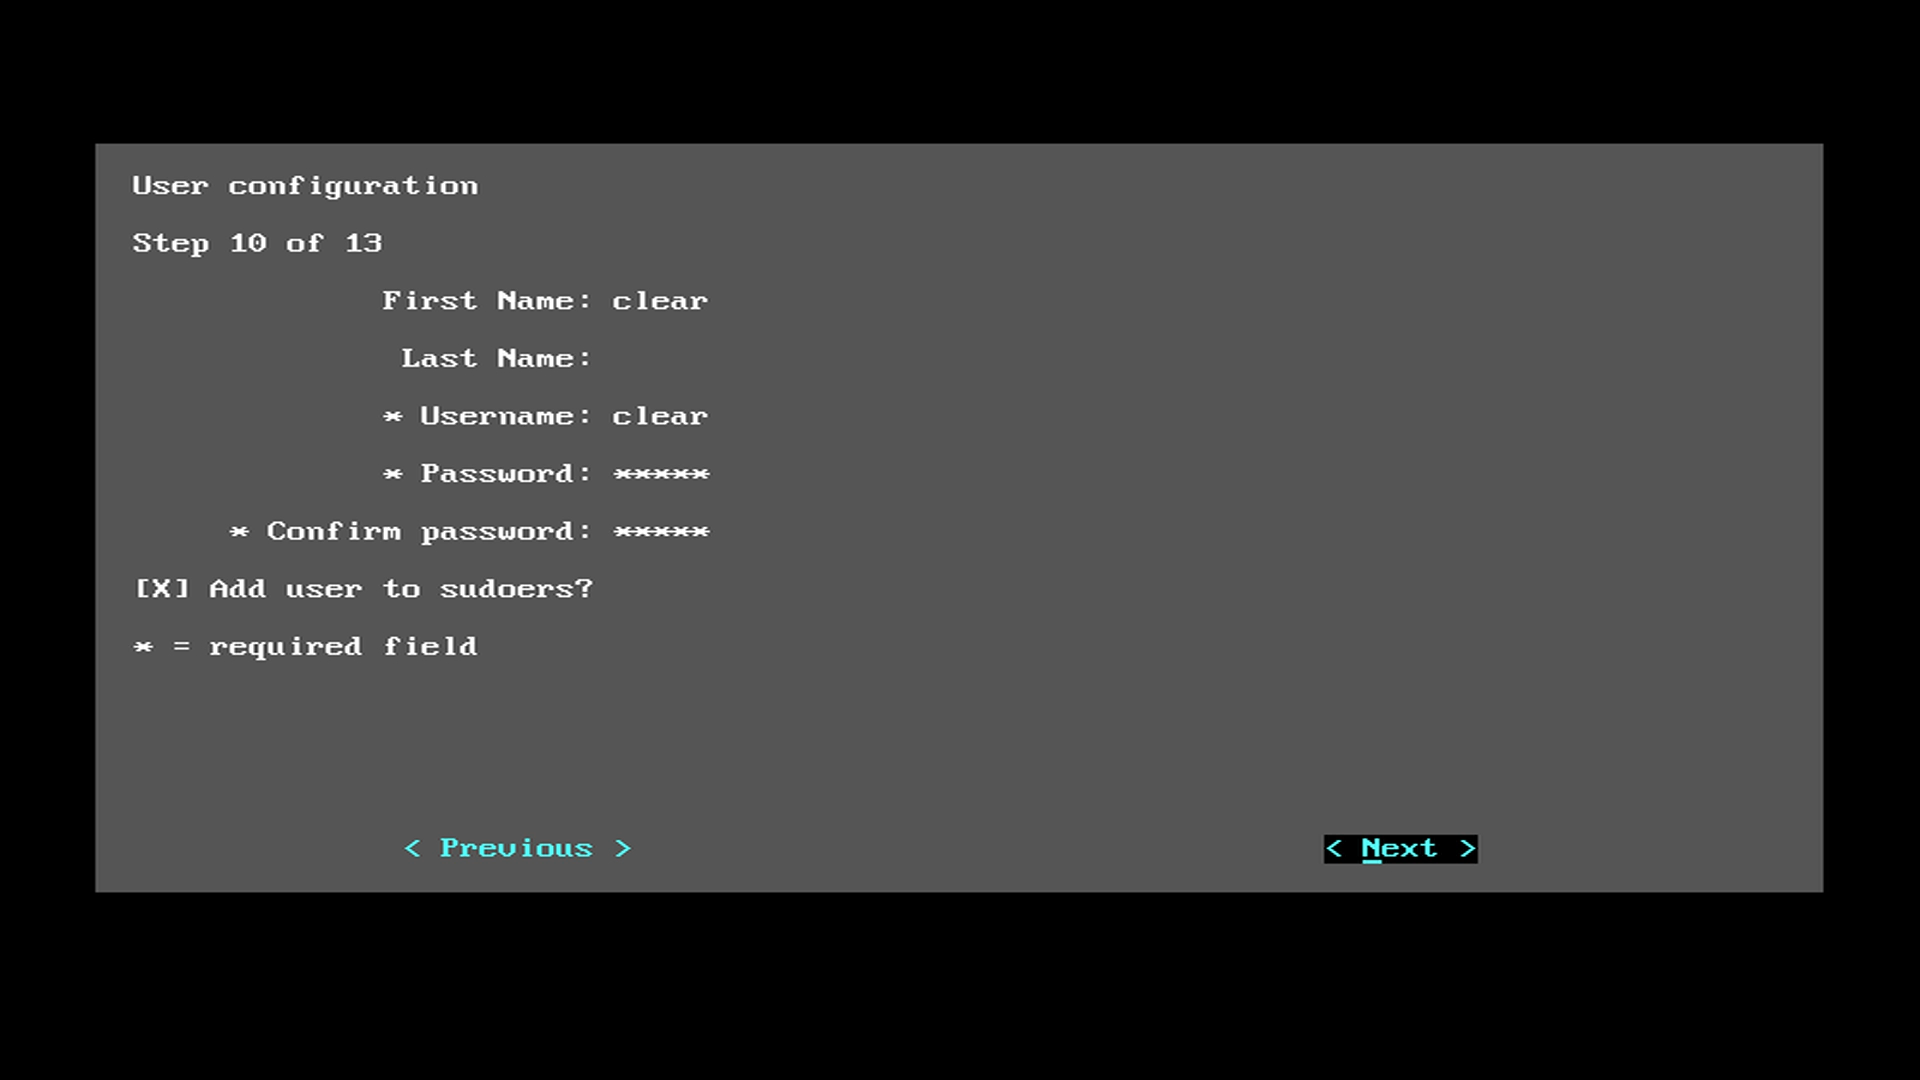 User configuration
Step 10 of 13
First Name: clear
Last Name:
* Username: clear
* Password: *****
* Confirm password: *****
[X] Add user to sudoers?
* = required field
< Previous > < Next >